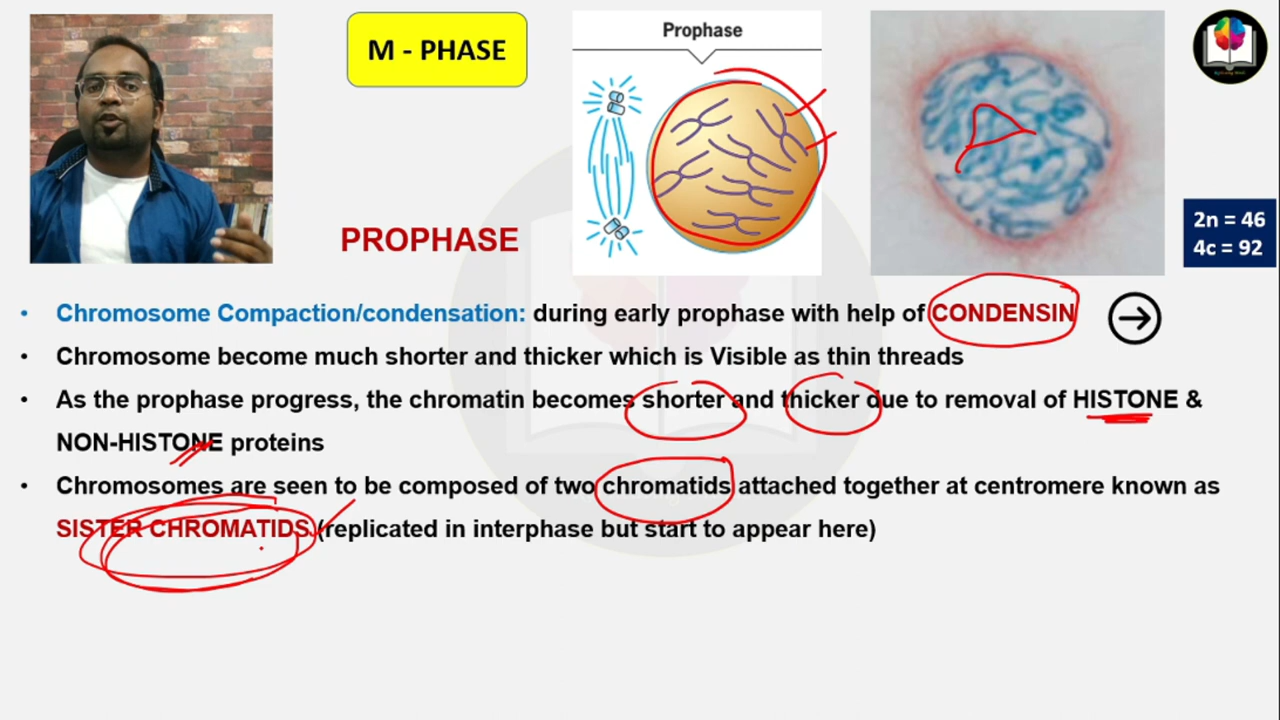 M - PHASE
Prophase
2n = 46
4c = 92
PROPHASE
• Chromosome Compaction/condensation: during early prophase with help of CONDENSIN
• Chromosome become much shorter and thicker which is Visible as thin threads
• As the prophase progress, the chromatin becomes shorter and thicker due to removal of HISTONE &
NON-HISTONE proteins
• Chromosomes are seen to be composed of two chromatids attached together at centromere known as
SISTER CHROMATIDS (replicated in interphase but start to appear here)